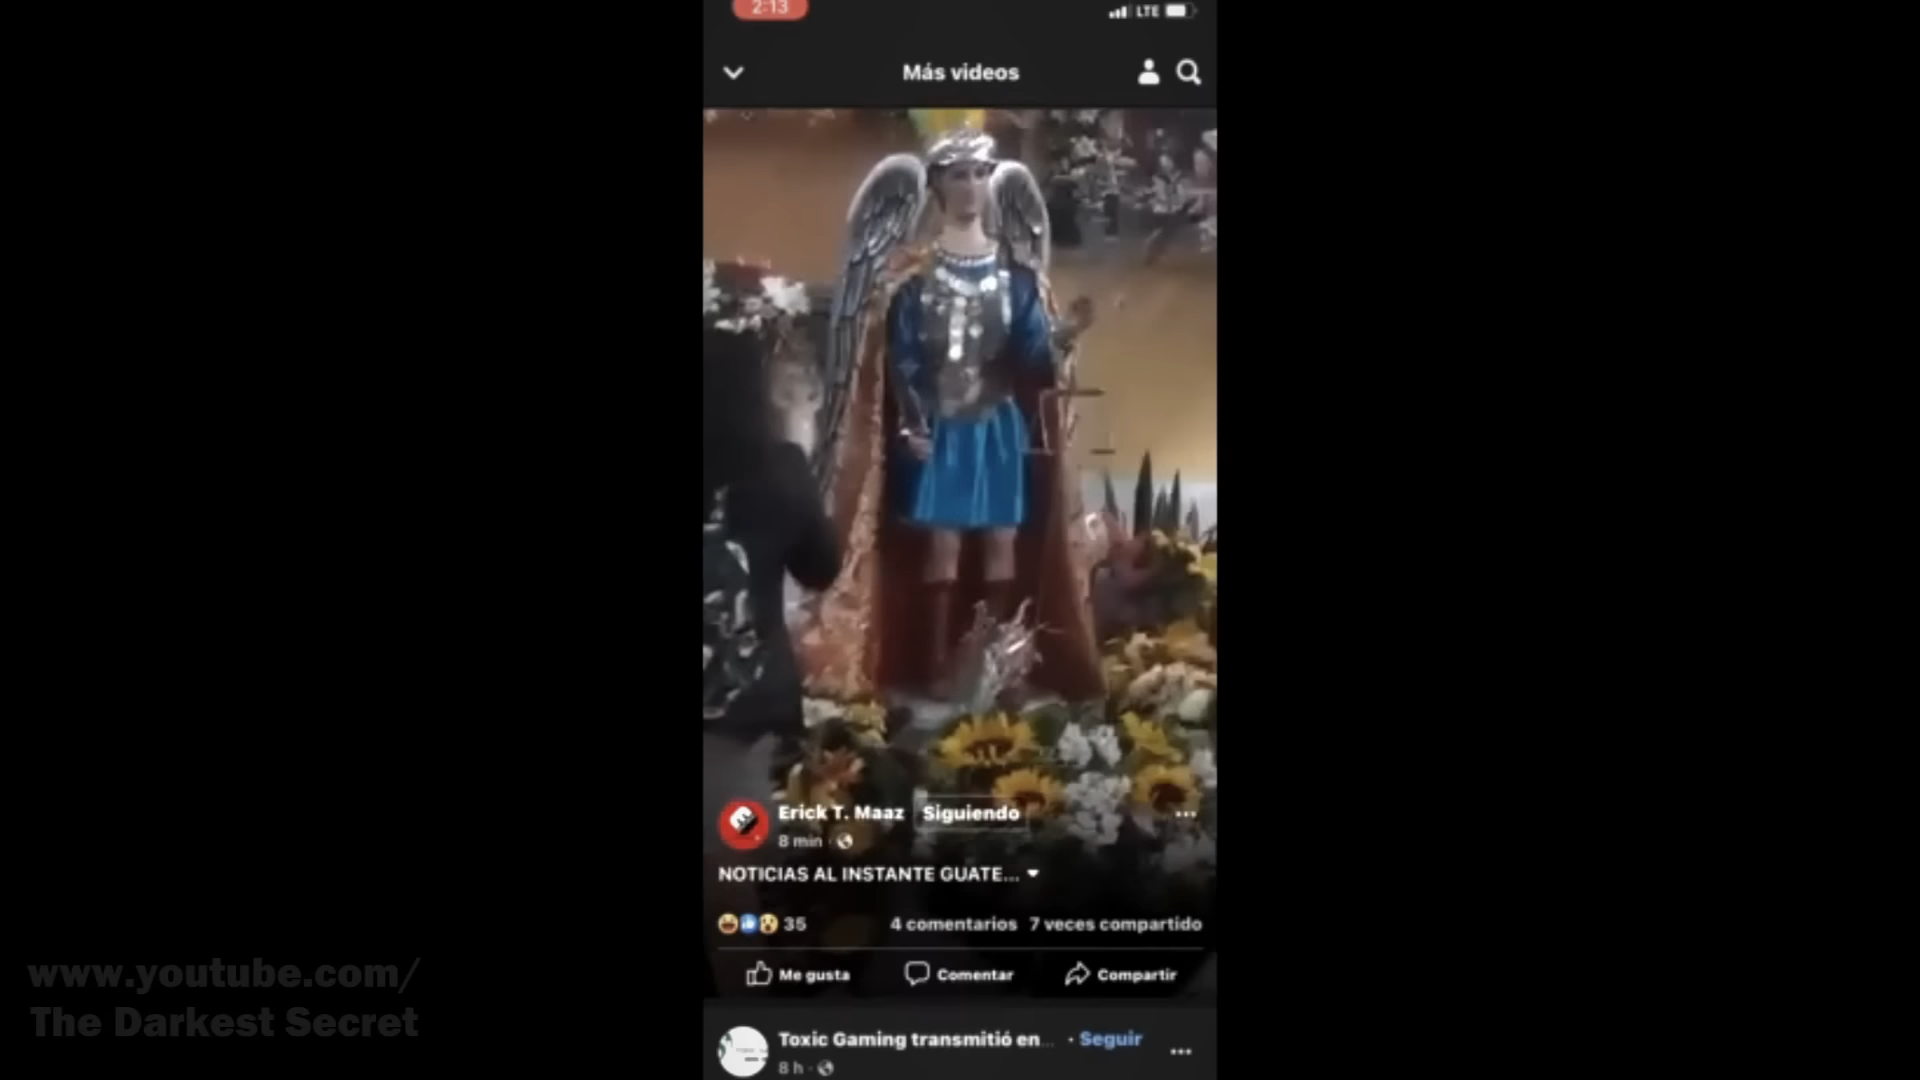 2:13
LTE
Más videos
Erick T. Maaz
Siguiendo
8 min
NOTICIAS AL INSTANTE GUATE...
35
4 comentarios
7 veces compartido
Me gusta
Comentar
Compartir
Toxic Gaming transmitió en...
· Seguir
8 h
www.youtube.com/
The Darkest Secret